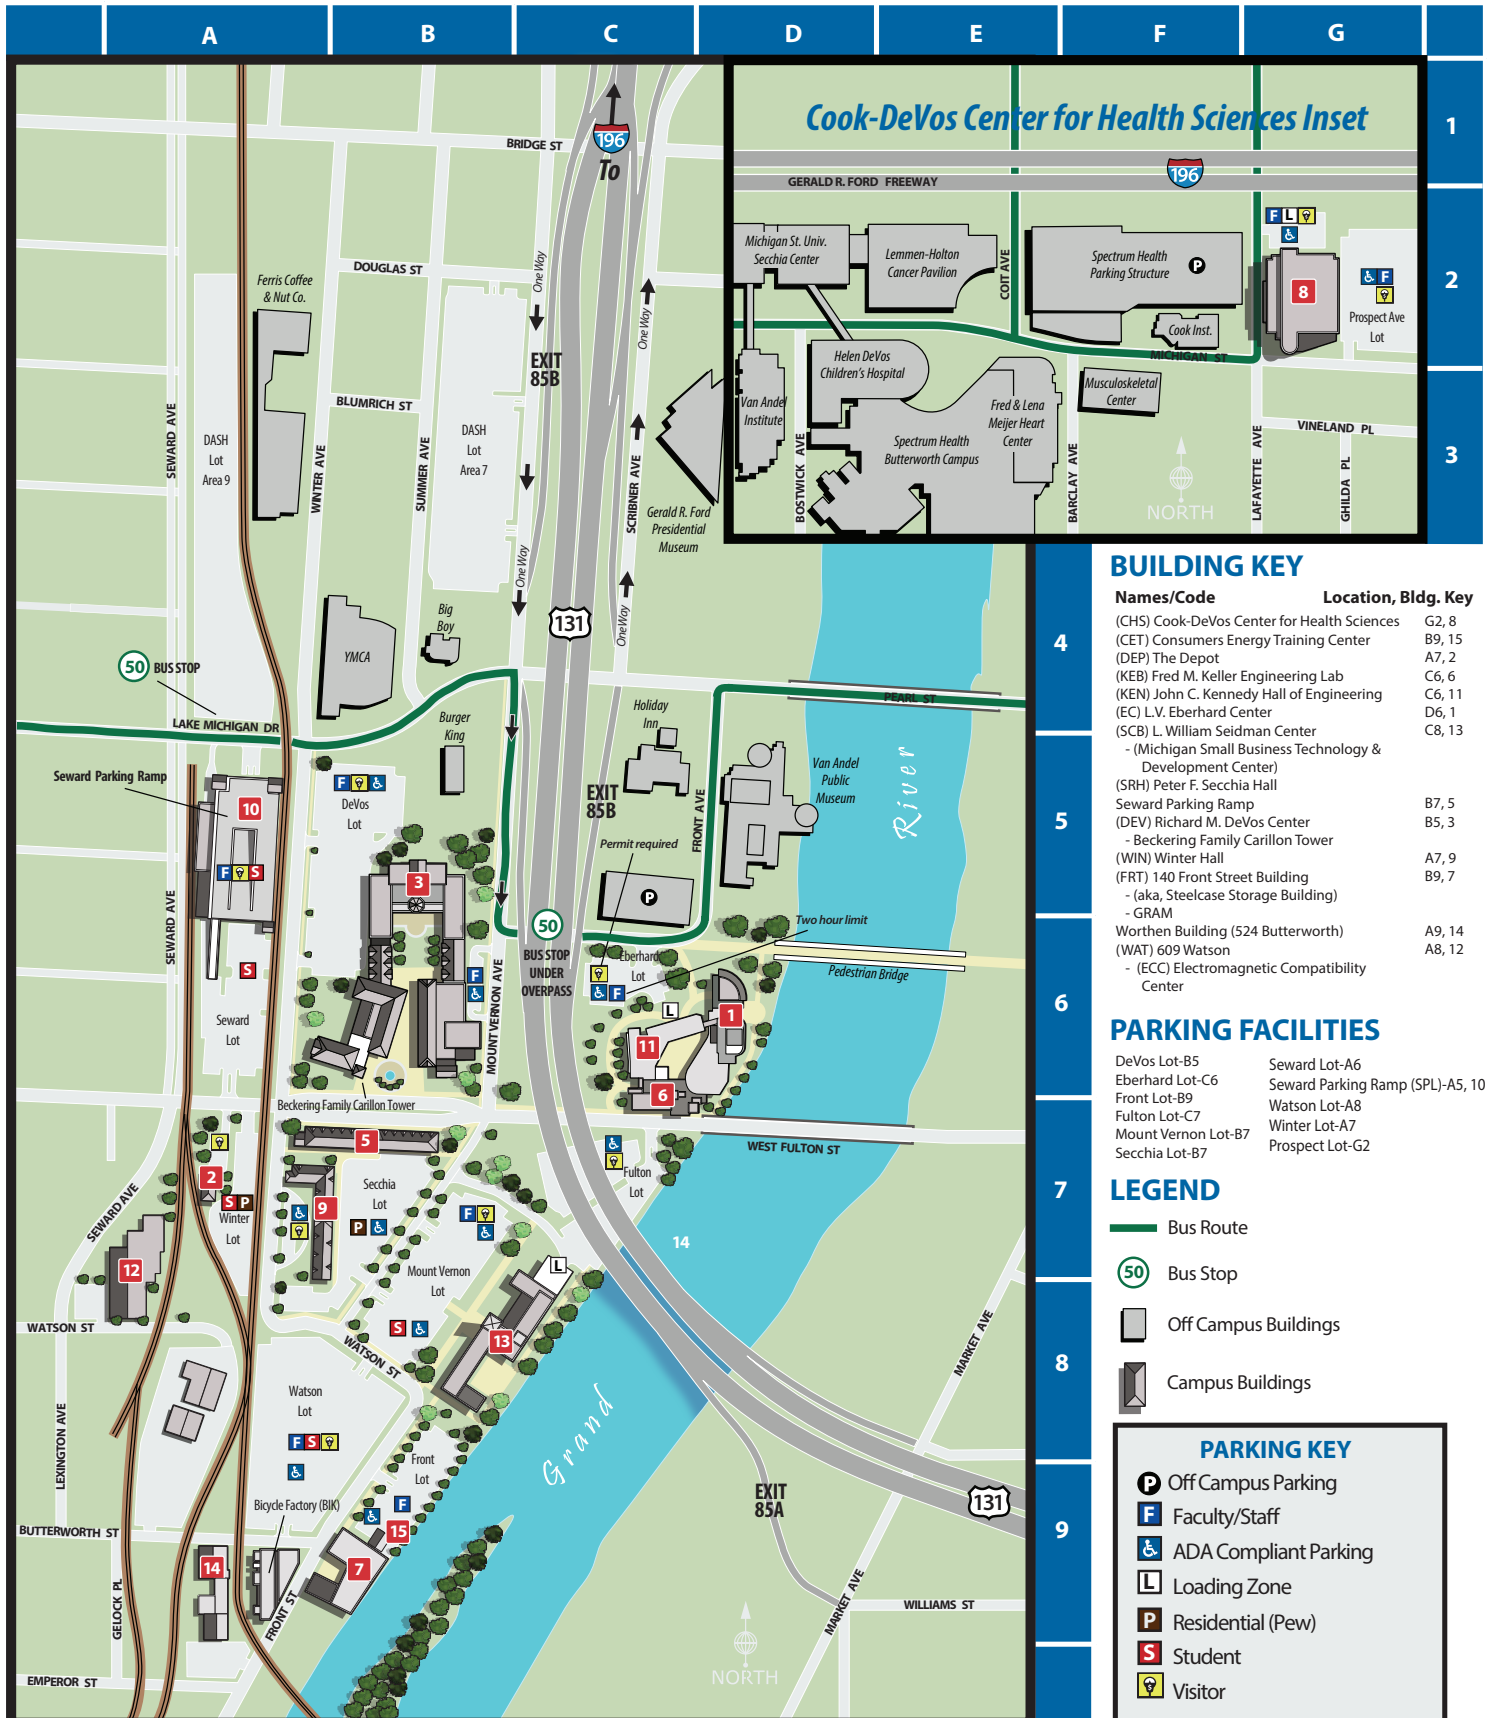 A B C D E F G
1
2
3
4
5
6
7
8
9
Cook-DeVos Center for Health Sciences Inset
196
GERALD R. FORD FREEWAY
Michigan St. Univ.
Secchia Center
Lemmen-Holton
Cancer Pavilion
COIT AVE
Spectrum Health
Parking Structure
P
F L
8
F
Prospect Ave
Lot
Cook Inst.
MICHIGAN ST
Helen DeVos
Children's Hospital
Van Andel
Institute
BOSTWICK AVE
Spectrum Health
Butterworth Campus
Fred & Lena
Meijer Heart
Center
BARCLAY AVE
Musculoskeletal
Center
LAFAYETTE AVE
VINELAND PL
GHILDA PL
NORTH
BRIDGE ST
196
To
DOUGLAS ST
One Way
One Way
Ferris Coffee
& Nut Co.
EXIT
85B
BLUMRICH ST
SEWARD AVE
DASH
Lot
Area 9
WINTER AVE
SUMMER AVE
DASH
Lot
Area 7
SCRIBNER AVE
Gerald R. Ford
Presidential
Museum
One Way
One Way
131
Big
Boy
YMCA
50 BUS STOP
LAKE MICHIGAN DR
PEARL ST
Burger
King
Holiday
Inn
Van Andel
Public
Museum
River
Seward Parking Ramp
10
F S
F
DeVos
Lot
EXIT
85B
FRONT AVE
Permit required
P
3
SEWARD AVE
50
BUS STOP
UNDER
OVERPASS
Two hour limit
Eberhard
Lot
F
L
Pedestrian Bridge
S
Seward
Lot
F
MOUNT VERNON AVE
1
11
6
Beckering Family Carillon Tower
5
WEST FULTON ST
Fulton
Lot
2
S P
Winter
Lot
9
Secchia
Lot
P
F
SEWARD AVE
12
14
Mount Vernon
Lot
L
S
13
WATSON ST
WATSON ST
MARKET AVE
Watson
Lot
F S
LEXINGTON AVE
Grand
Front
Lot
F
Bicycle Factory (BIK)
15
EXIT
85A
131
BUTTERWORTH ST
14
7
GELOCK PL
FRONT ST
MARKET AVE
WILLIAMS ST
NORTH
EMPEROR ST
BUILDING KEY
Names/Code Location, Bldg. Key
(CHS) Cook-DeVos Center for Health Sciences G2, 8
(CET) Consumers Energy Training Center B9, 15
(DEP) The Depot A7, 2
(KEB) Fred M. Keller Engineering Lab C6, 6
(KEN) John C. Kennedy Hall of Engineering C6, 11
(EC) L.V. Eberhard Center D6, 1
(SCB) L. William Seidman Center C8, 13
- (Michigan Small Business Technology &
Development Center)
(SRH) Peter F. Secchia Hall
Seward Parking Ramp B7, 5
(DEV) Richard M. DeVos Center B5, 3
- Beckering Family Carillon Tower
(WIN) Winter Hall A7, 9
(FRT) 140 Front Street Building B9, 7
- (aka, Steelcase Storage Building)
- GRAM
Worthen Building (524 Butterworth) A9, 14
(WAT) 609 Watson A8, 12
- (ECC) Electromagnetic Compatibility
Center
PARKING FACILITIES
DeVos Lot-B5
Eberhard Lot-C6
Front Lot-B9
Fulton Lot-C7
Mount Vernon Lot-B7
Secchia Lot-B7
Seward Lot-A6
Seward Parking Ramp (SPL)-A5, 10
Watson Lot-A8
Winter Lot-A7
Prospect Lot-G2
LEGEND
Bus Route
50 Bus Stop
Off Campus Buildings
Campus Buildings
PARKING KEY
P Off Campus Parking
F Faculty/Staff
ADA Compliant Parking
L Loading Zone
P Residential (Pew)
S Student
Visitor